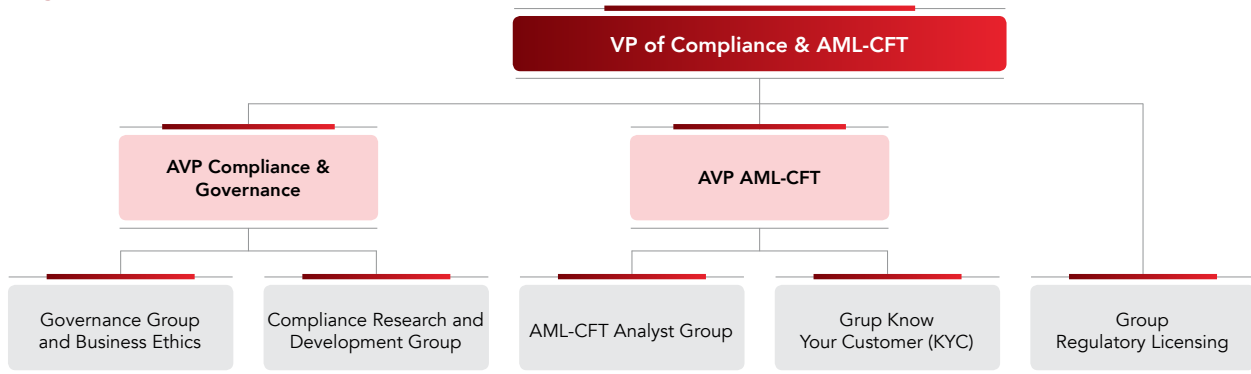 VP of Compliance & AML-CFT
AVP Compliance &
Governance
AVP AML-CFT
Governance Group
and Business Ethics
Compliance Research and
Development Group
AML-CFT Analyst Group
Grup Know
Your Customer (KYC)
Group
Regulatory Licensing